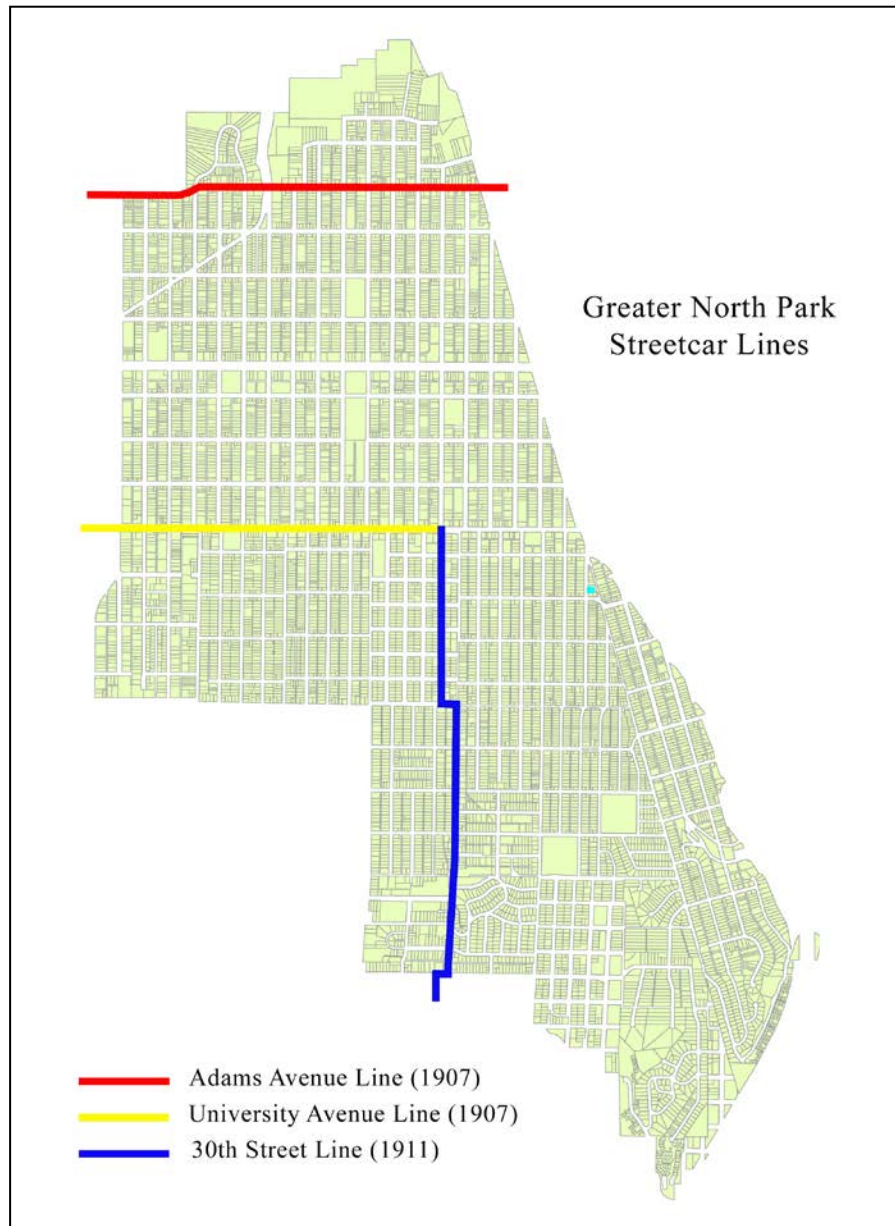 Greater North Park
Streetcar Lines
Adams Avenue Line (1907)
University Avenue Line (1907)
30th Street Line (1911)